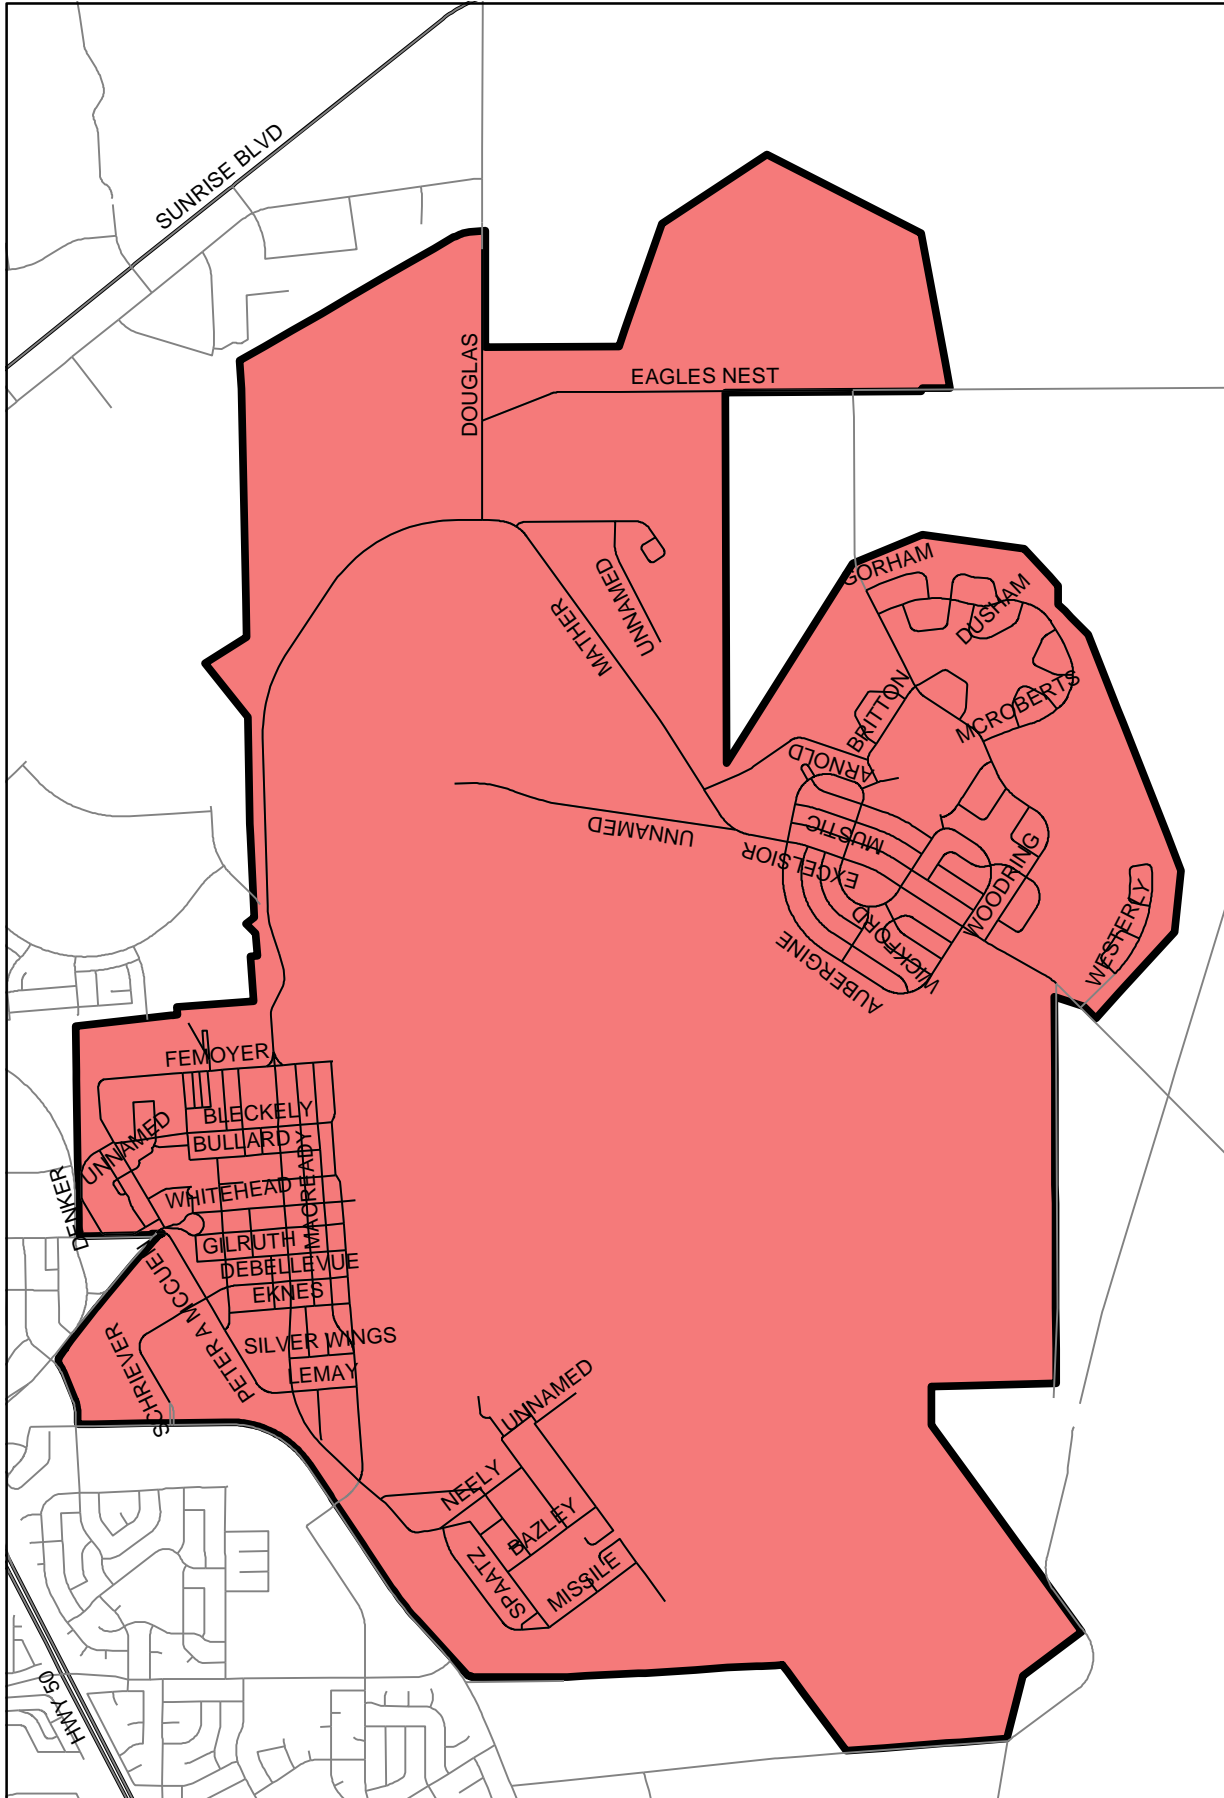 SUNRISE BLVD
DOUGLAS
EAGLES NEST
GORHAM
DUSHAM
UNNAMED
MATHER
BRITTON
MCROBERTS
ARNOLD
UNNAMED
MUSTIC
EXCELSIOR
WOODRING
WICKFORD
WESTERLY
AUBERGINE
FEMOYER
BLECKELY
BULLARD
UNNAMED
MACREADY
WHITEHEAD
DENKER
GILRUTH
DEBELLEVUE
EKNES
PETER A MCCUEN
SILVER WINGS
SCHRIEVER
LEMAY
UNNAMED
NEELY
BAZLEY
SPAATZ
MISSILE
HWY 50